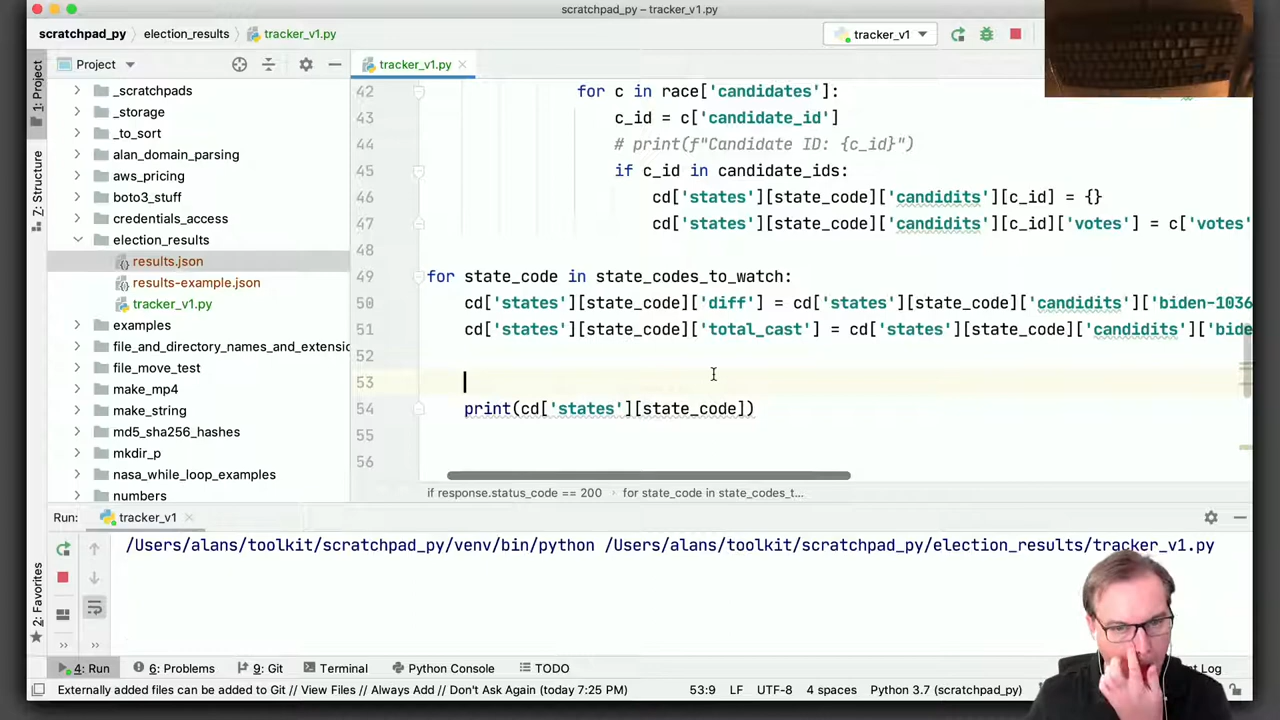 scratchpad_py – tracker_v1.py
scratchpad_py
election_results
tracker_v1.py
tracker_v1
1: Project
Project
tracker_v1.py
_scratchpads
_storage
_to_sort
alan_domain_parsing
aws_pricing
boto3_stuff
credentials_access
election_results
results.json
results-example.json
tracker_v1.py
examples
file_and_directory_names_and_extensio
file_move_test
make_mp4
make_string
md5_sha256_hashes
mkdir_p
nasa_while_loop_examples
numbers
Z: Structure
2: Favorites
42 for c in race['candidates']:
43 c_id = c['candidate_id']
44 # print(f"Candidate ID: {c_id}")
45 if c_id in candidate_ids:
46 cd['states'][state_code]['candidits'][c_id] = {}
47 cd['states'][state_code]['candidits'][c_id]['votes'] = c['votes'
48
49 for state_code in state_codes_to_watch:
50 cd['states'][state_code]['diff'] = cd['states'][state_code]['candidits']['biden-1036
51 cd['states'][state_code]['total_cast'] = cd['states'][state_code]['candidits']['bide
52
53
54 print(cd['states'][state_code])
55
56
if response.status_code == 200 › for state_code in state_codes_t...
Run: tracker_v1
/Users/alans/toolkit/scratchpad_py/venv/bin/python /Users/alans/toolkit/scratchpad_py/election_results/tracker_v1.py
4: Run 6: Problems 9: Git Terminal Python Console TODO t Log
Externally added files can be added to Git // View Files // Always Add // Don't Ask Again (today 7:25 PM) 53:9 LF UTF-8 4 spaces Python 3.7 (scratchpad_py)